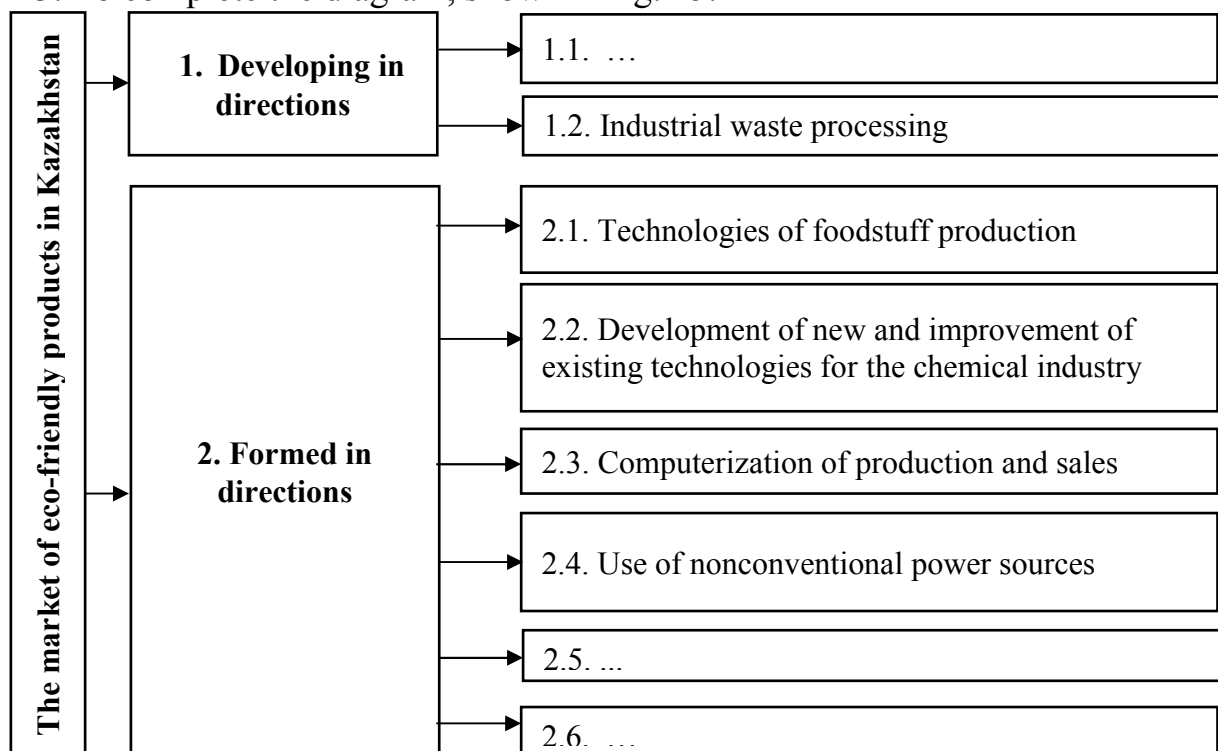 The market of eco-friendly products in Kazakhstan
1. Developing in
directions
1.1. …
1.2. Industrial waste processing
2. Formed in
directions
2.1. Technologies of foodstuff production
2.2. Development of new and improvement of
existing technologies for the chemical industry
2.3. Computerization of production and sales
2.4. Use of nonconventional power sources
2.5. ...
2.6. …